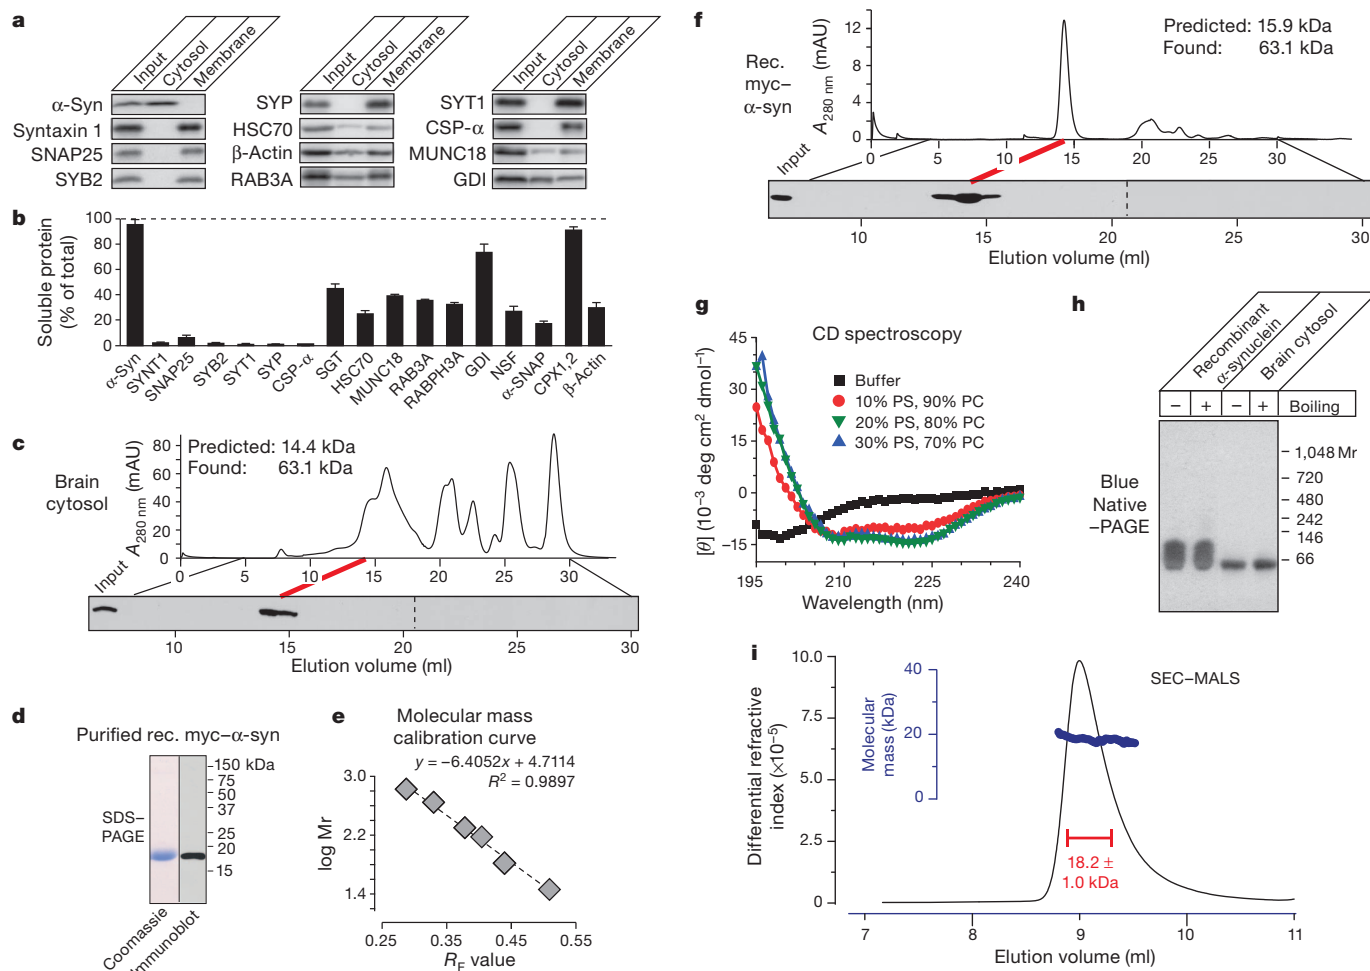 a
Input
Cytosol
Membrane
α-Syn
Syntaxin 1
SNAP25
SYB2
Input
Cytosol
Membrane
SYP
HSC70
β-Actin
RAB3A
Input
Cytosol
Membrane
SYT1
CSP-α
MUNC18
GDI
b
Soluble protein
(% of total)
100
80
60
40
20
0
α-Syn
SYNT1
SNAP25
SYB2
SYT1
SYP
CSP-α
SGT
HSC70
MUNC18
RAB3A
RABPH3A
GDI
NSF
α-SNAP
CPX1,2
β-Actin
c
Brain
cytosol
Predicted: 14.4 kDa
Found: 63.1 kDa
A280 nm (mAU)
80
60
40
20
0
0 5 10 15 20 25 30
Input
10 15 20 25 30
Elution volume (ml)
d
Purified rec. myc–α-syn
SDS–
PAGE
150 kDa
75
50
37
25
20
15
Coomassie
Immunoblot
e
Molecular mass
calibration curve
y = −6.4052x + 4.7114
R² = 0.9897
log Mr
3.0
2.2
1.4
0.25 0.35 0.45 0.55
RF value
f
Rec.
myc–
α-syn
Predicted: 15.9 kDa
Found: 63.1 kDa
A280 nm (mAU)
12
8
4
0
0 5 10 15 20 25 30
Input
10 15 20 25 30
Elution volume (ml)
g
CD spectroscopy
Buffer
10% PS, 90% PC
20% PS, 80% PC
30% PS, 70% PC
[θ] (10⁻³ deg cm² dmol⁻¹)
45
30
15
0
−15
195 210 225 240
Wavelength (nm)
h
Recombinant
α-synuclein
Brain cytosol
− + − + Boiling
Blue
Native
–PAGE
1,048 Mr
720
480
242
146
66
i
SEC–MALS
Differential refractive
index (×10⁻⁵)
10.0
7.5
5.0
2.5
0
Molecular
mass (kDa)
40
20
0
18.2 ±
1.0 kDa
7 8 9 10 11
Elution volume (ml)